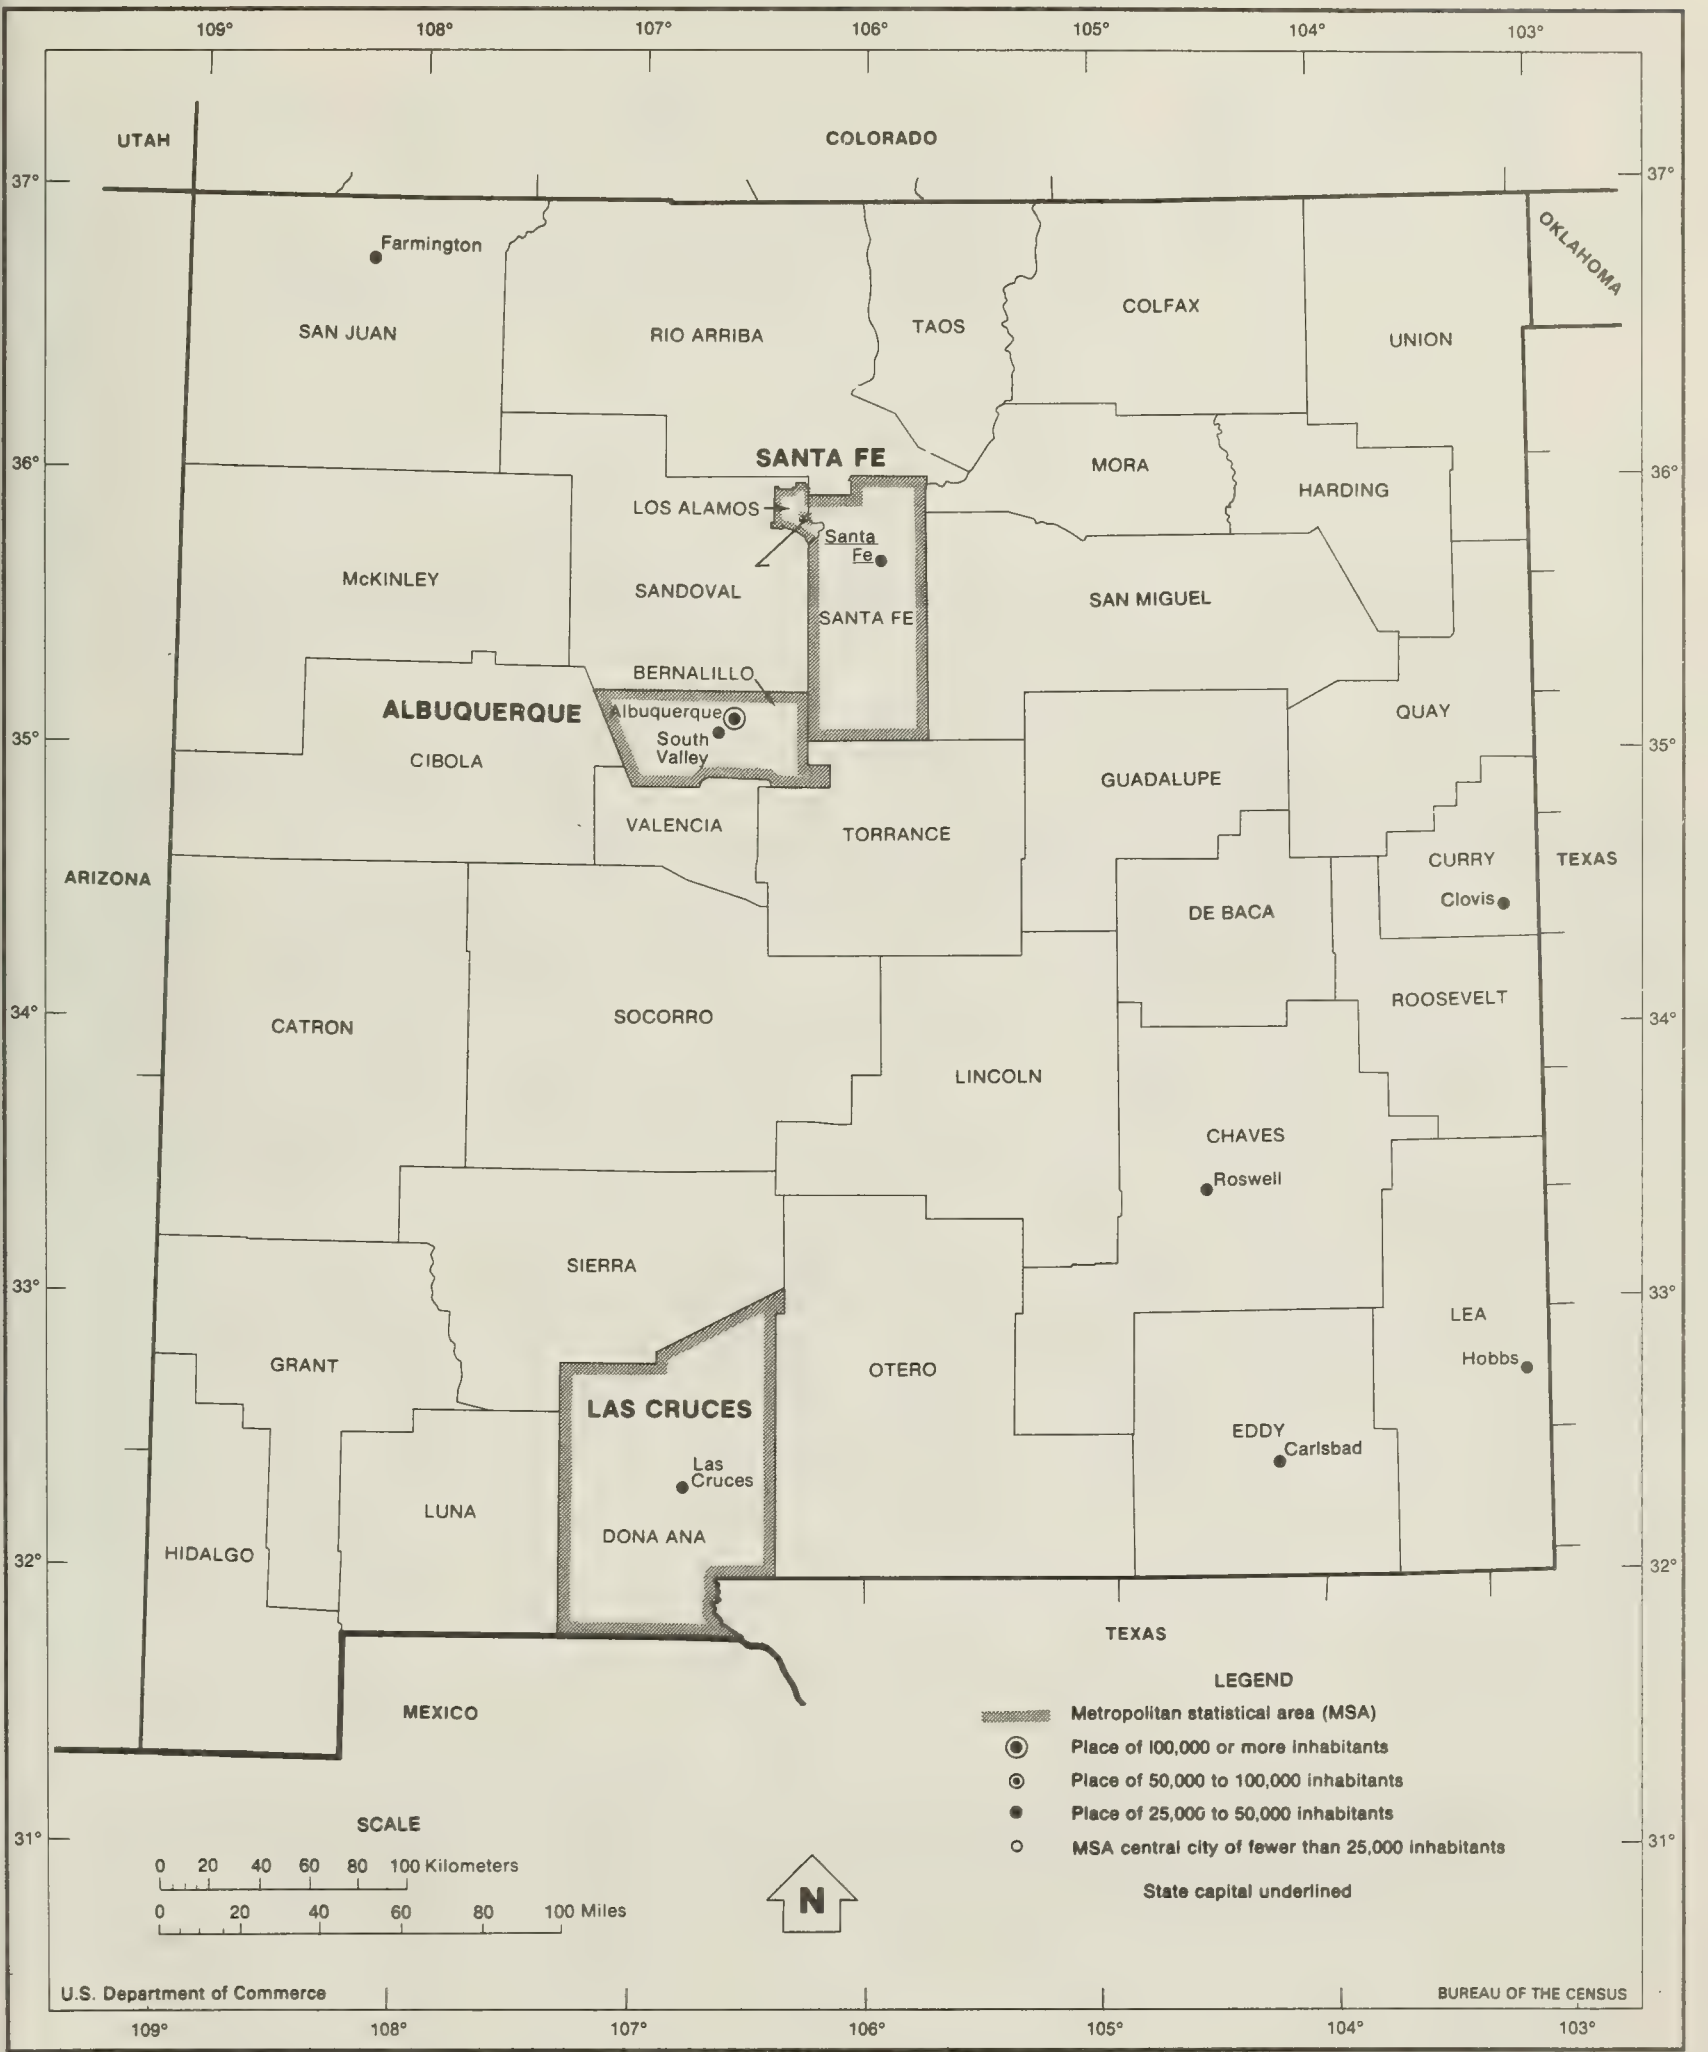 109° 108° 107° 106° 105° 104° 103°
UTAH
COLORADO
37°
37°
OKLAHOMA
Farmington
SAN JUAN
RIO ARRIBA
TAOS
COLFAX
UNION
36°
SANTA FE
MORA
36°
HARDING
LOS ALAMOS
Santa
Fe
McKINLEY
SANDOVAL
SAN MIGUEL
SANTA FE
BERNALILLO
ALBUQUERQUE
Albuquerque
QUAY
35°
South
Valley
35°
CIBOLA
GUADALUPE
VALENCIA
TORRANCE
CURRY
TEXAS
ARIZONA
Clovis
DE BACA
ROOSEVELT
34°
SOCORRO
34°
CATRON
LINCOLN
CHAVES
Roswell
SIERRA
33°
33°
LEA
GRANT
OTERO
Hobbs
LAS CRUCES
EDDY
Carlsbad
Las
Cruces
LUNA
DONA ANA
HIDALGO
32°
32°
TEXAS
MEXICO
LEGEND
Metropolitan statistical area (MSA)
Place of 100,000 or more inhabitants
Place of 50,000 to 100,000 inhabitants
Place of 25,000 to 50,000 inhabitants
MSA central city of fewer than 25,000 inhabitants
State capital underlined
31°
31°
SCALE
0 20 40 60 80 100 Kilometers
0 20 40 60 80 100 Miles
N
U.S. Department of Commerce
BUREAU OF THE CENSUS
109° 108° 107° 106° 105° 104° 103°